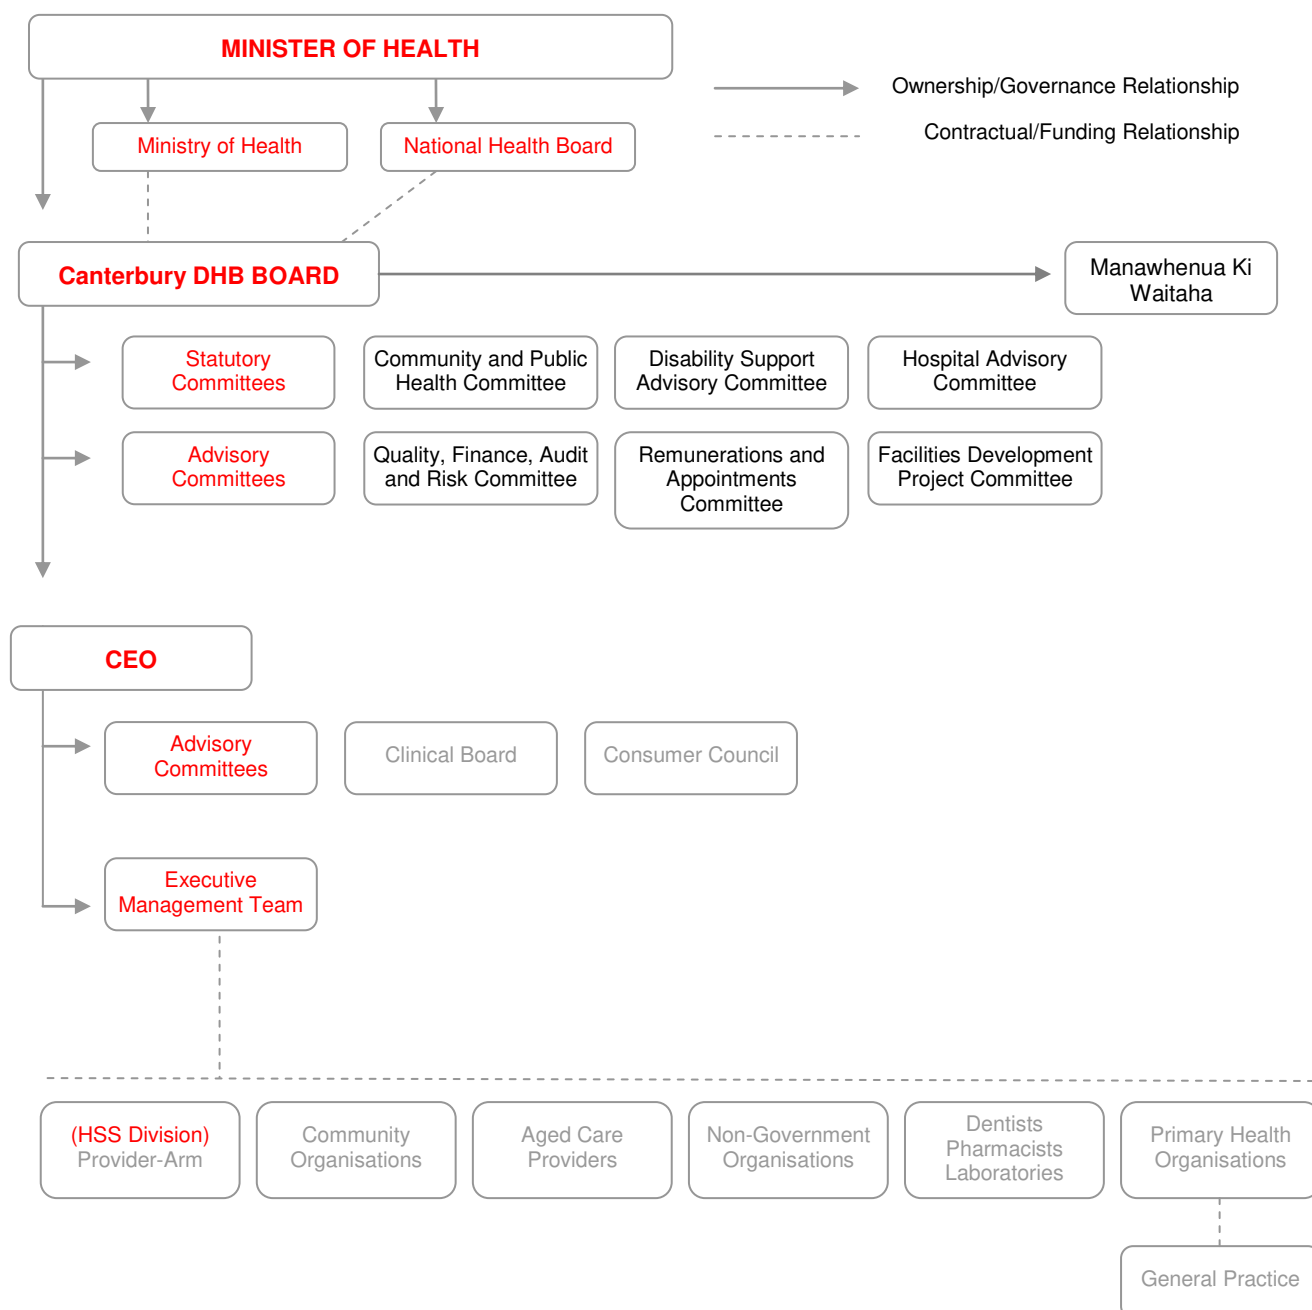 MINISTER OF HEALTH
Ownership/Governance Relationship
Contractual/Funding Relationship
Ministry of Health
National Health Board
Canterbury DHB BOARD
Manawhenua Ki
Waitaha
Statutory
Committees
Community and Public
Health Committee
Disability Support
Advisory Committee
Hospital Advisory
Committee
Advisory
Committees
Quality, Finance, Audit
and Risk Committee
Remunerations and
Appointments
Committee
Facilities Development
Project Committee
CEO
Advisory
Committees
Clinical Board
Consumer Council
Executive
Management Team
(HSS Division)
Provider-Arm
Community
Organisations
Aged Care
Providers
Non-Government
Organisations
Dentists
Pharmacists
Laboratories
Primary Health
Organisations
General Practice